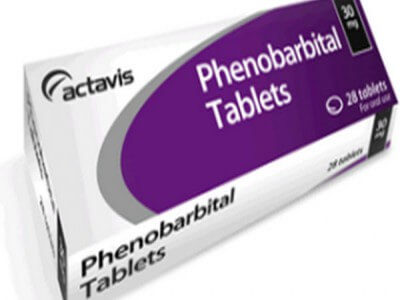 actavis
Phenobarbital
Tablets
30
mg
28 tablets
For oral use
Phenobarbital
Tablets
28 tablets
30
mg